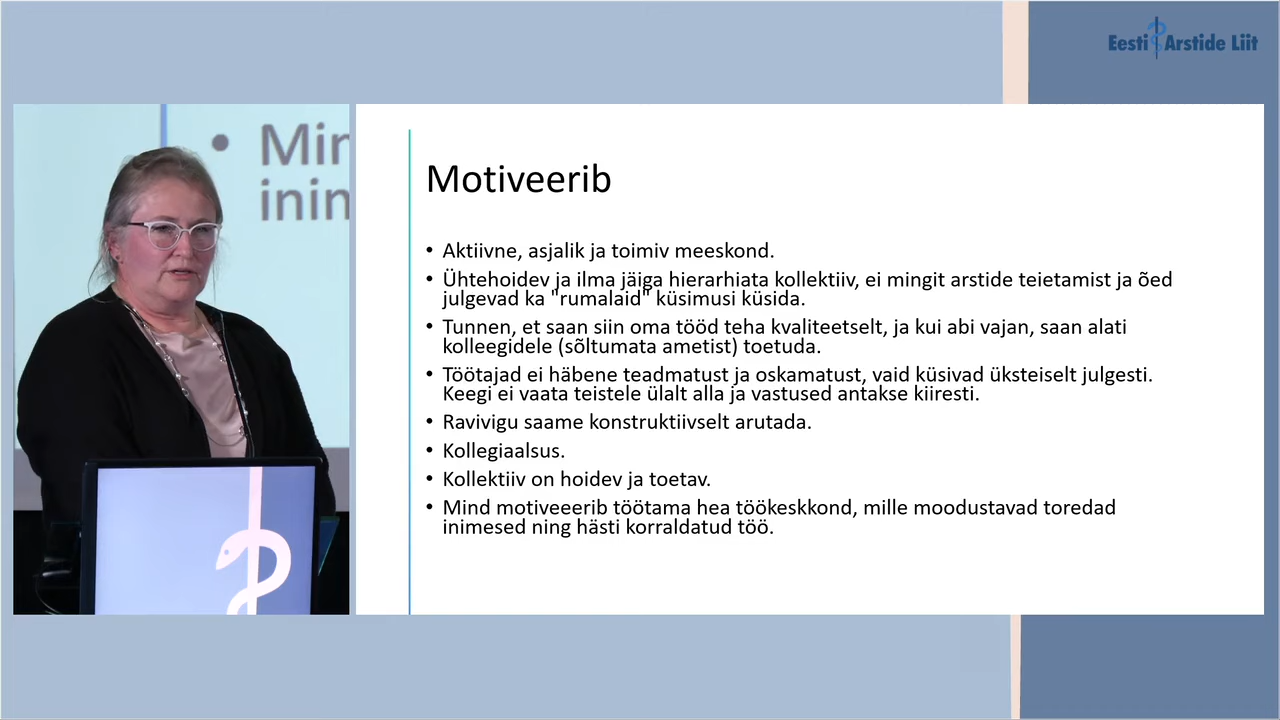 Eesti Arstide Liit
• Min
inin
Motiveerib
• Aktiivne, asjalik ja toimiv meeskond.
• Ühtehoidev ja ilma jäiga hierarhiata kollektiiv, ei mingit arstide teietamist ja õed
julgevad ka "rumalaid" küsimusi küsida.
• Tunnen, et saan siin oma tööd teha kvaliteetselt, ja kui abi vajan, saan alati
kolleegidele (sõltumata ametist) toetuda.
• Töötajad ei häbene teadmatust ja oskamatust, vaid küsivad üksteiselt julgesti.
Keegi ei vaata teistele ülalt alla ja vastused antakse kiiresti.
• Ravivigu saame konstruktiivselt arutada.
• Kollegiaalsus.
• Kollektiiv on hoidev ja toetav.
• Mind motiveeerib töötama hea töökeskkond, mille moodustavad toredad
inimesed ning hästi korraldatud töö.